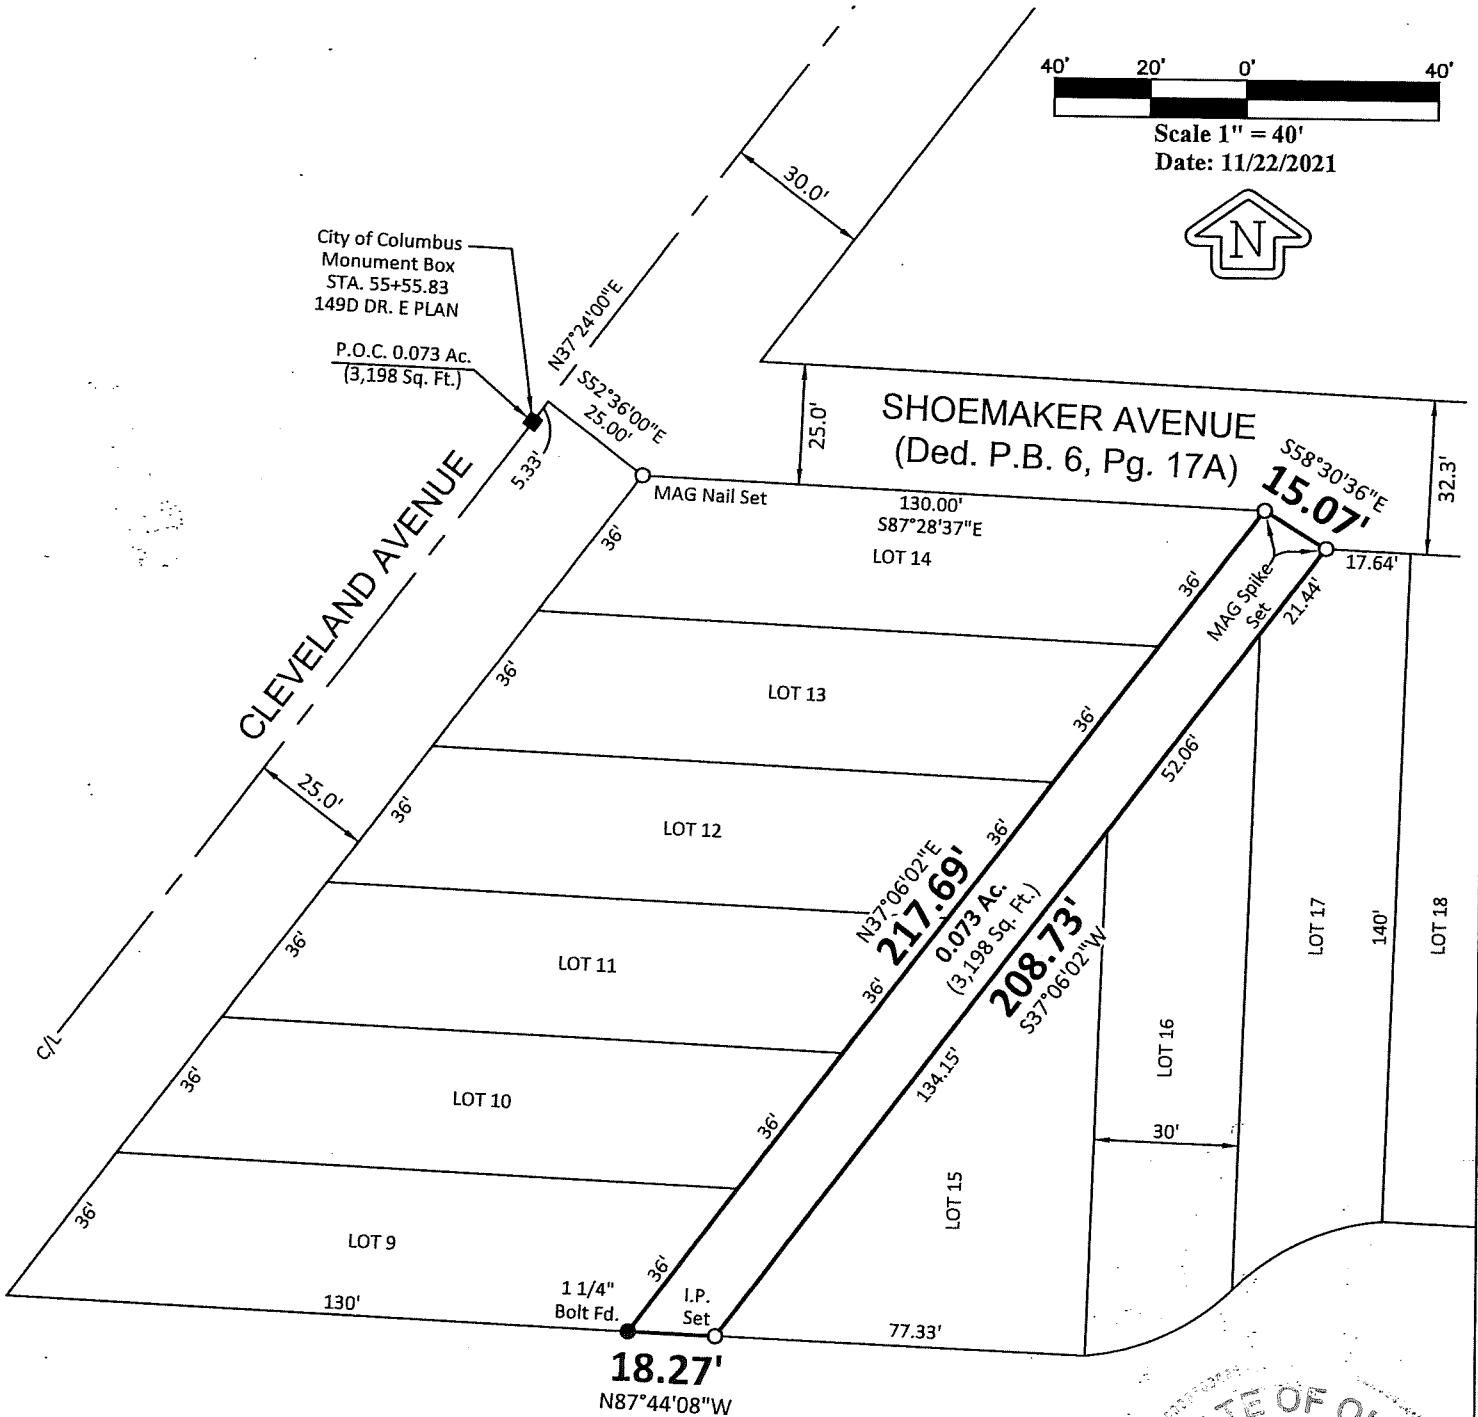 40' 20' 0' 40'
Scale 1" = 40'
Date: 11/22/2021
N
30.0'
City of Columbus
Monument Box
STA. 55+55.83
149D DR. E PLAN
P.O.C. 0.073 Ac.
(3,198 Sq. Ft.)
N37°24'00"E
S52°36'00"E
25.00'
5.33'
25.0'
SHOEMAKER AVENUE
(Ded. P.B. 6, Pg. 17A)
32.3'
S58°30'36"E
15.07'
MAG Nail Set
130.00'
S87°28'37"E
LOT 14
17.64'
MAG Spike
Set
21.44'
CLEVELAND AVENUE
36'
36'
36'
36'
36'
36'
25.0'
C/L
LOT 13
LOT 12
LOT 11
LOT 10
LOT 9
36'
36'
36'
36'
36'
36'
N37°06'02"E
217.69'
0.073 Ac.
(3,198 Sq. Ft.)
208.73'
S37°06'02"W
52.06'
134.15'
LOT 15
LOT 16
30'
LOT 17
140'
LOT 18
130'
1 1/4"
Bolt Fd.
I.P.
Set
77.33'
18.27'
N87°44'08"W
TE OF O